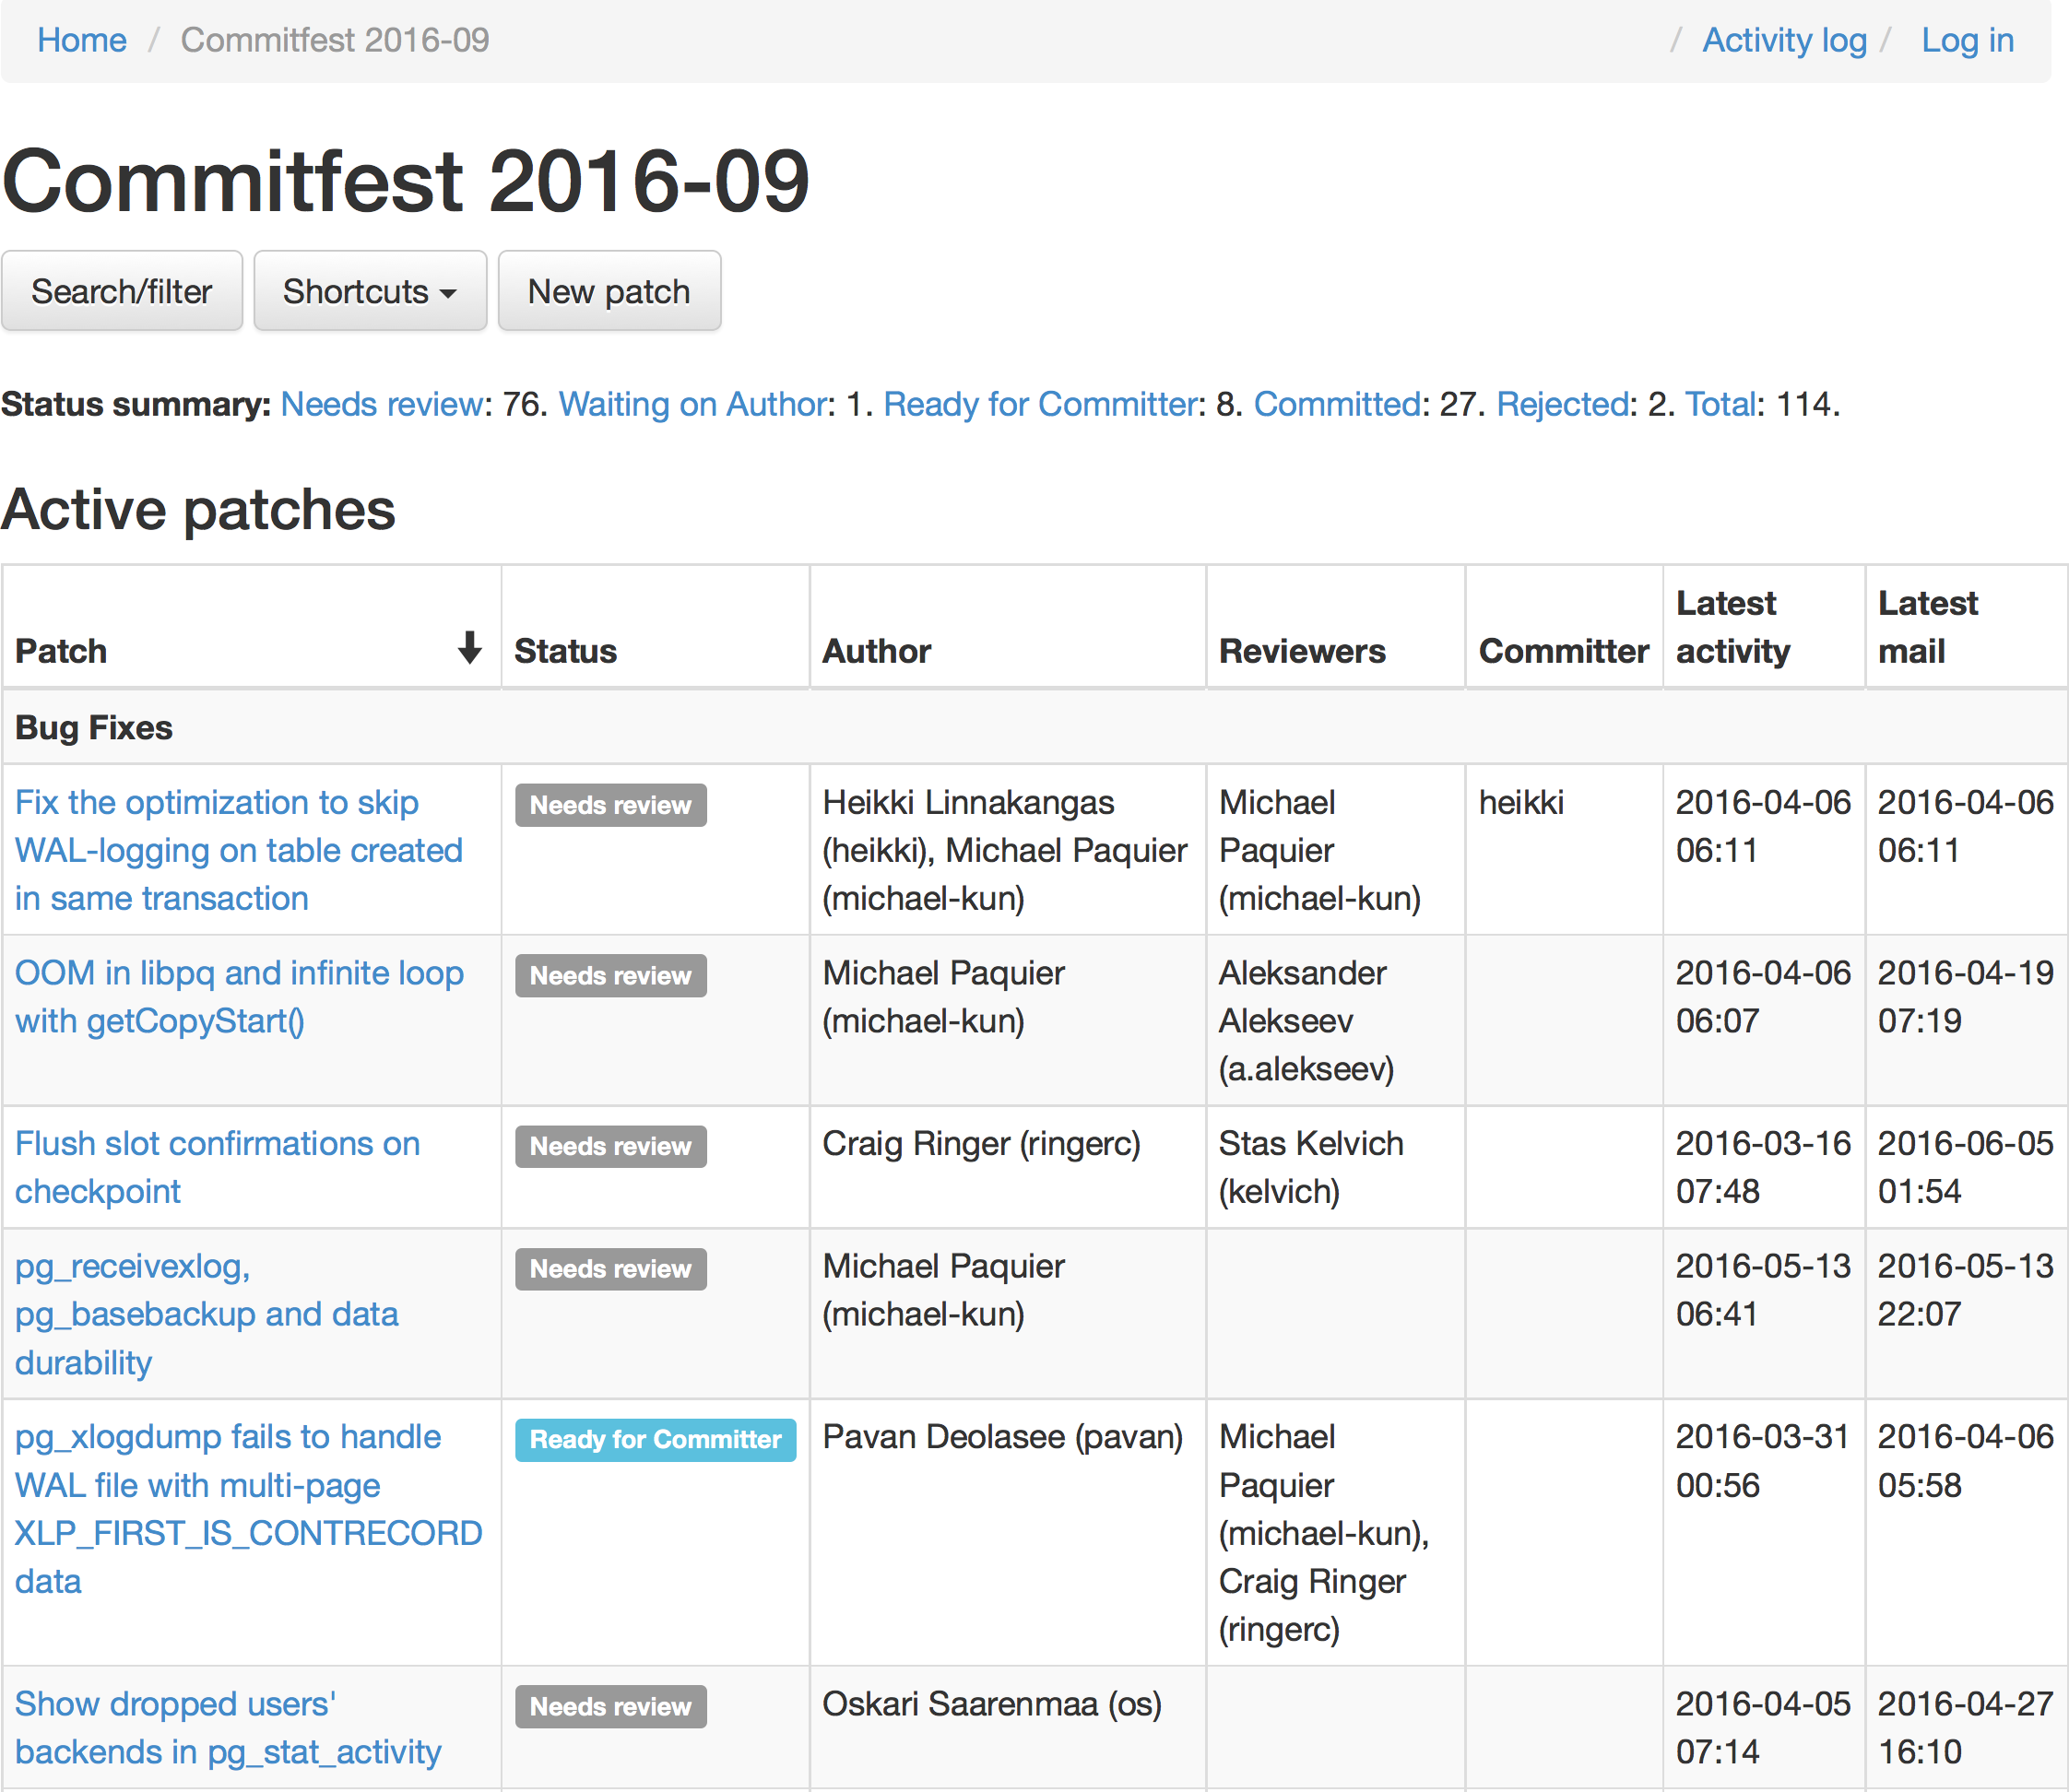 Home / Commitfest 2016-09 / Activity log / Log in
Commitfest 2016-09
Search/filter Shortcuts New patch
Status summary: Needs review: 76. Waiting on Author: 1. Ready for Committer: 8. Committed: 27. Rejected: 2. Total: 114.
Active patches
Patch Status Author Reviewers Committer Latest activity Latest mail
Bug Fixes
Fix the optimization to skip WAL-logging on table created in same transaction Needs review Heikki Linnakangas (heikki), Michael Paquier (michael-kun) Michael Paquier (michael-kun) heikki 2016-04-06 06:11 2016-04-06 06:11
OOM in libpq and infinite loop with getCopyStart() Needs review Michael Paquier (michael-kun) Aleksander Alekseev (a.alekseev) 2016-04-06 06:07 2016-04-19 07:19
Flush slot confirmations on checkpoint Needs review Craig Ringer (ringerc) Stas Kelvich (kelvich) 2016-03-16 07:48 2016-06-05 01:54
pg_receivexlog, pg_basebackup and data durability Needs review Michael Paquier (michael-kun) 2016-05-13 06:41 2016-05-13 22:07
pg_xlogdump fails to handle WAL file with multi-page XLP_FIRST_IS_CONTRECORD data Ready for Committer Pavan Deolasee (pavan) Michael Paquier (michael-kun), Craig Ringer (ringerc) 2016-03-31 00:56 2016-04-06 05:58
Show dropped users' backends in pg_stat_activity Needs review Oskari Saarenmaa (os) 2016-04-05 07:14 2016-04-27 16:10